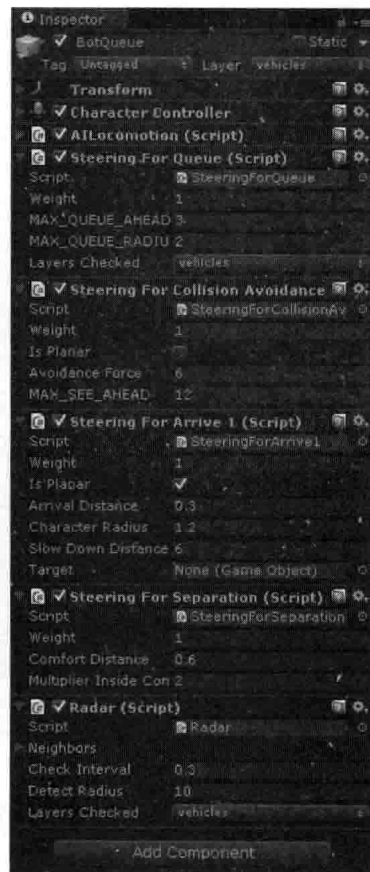 Inspector
BotQueue Static
Tag Untagged Layer vehicles
Transform
Character Controller
AILocomotion (Script)
Steering For Queue (Script)
Script SteeringForQueue
Weight 1
MAX_QUEUE_AHEAD 3
MAX_QUEUE_RADIU 2
Layers Checked vehicles
Steering For Collision Avoidance
Script SteeringForCollisionAv
Weight 1
Is Planar
Avoidance Force 6
MAX_SEE_AHEAD 12
Steering For Arrive 1 (Script)
Script SteeringForArrive1
Weight 1
Is Planar
Arrival Distance 0.3
Character Radius 1.2
Slow Down Distance 6
Target None (Game Object)
Steering For Separation (Script)
Script SteeringForSeparation
Weight 1
Comfort Distance 0.6
Multiplier Inside Con 2
Radar (Script)
Script Radar
Neighbors
Check Interval 0.3
Detect Radius 10
Layers Checked vehicles
Add Component